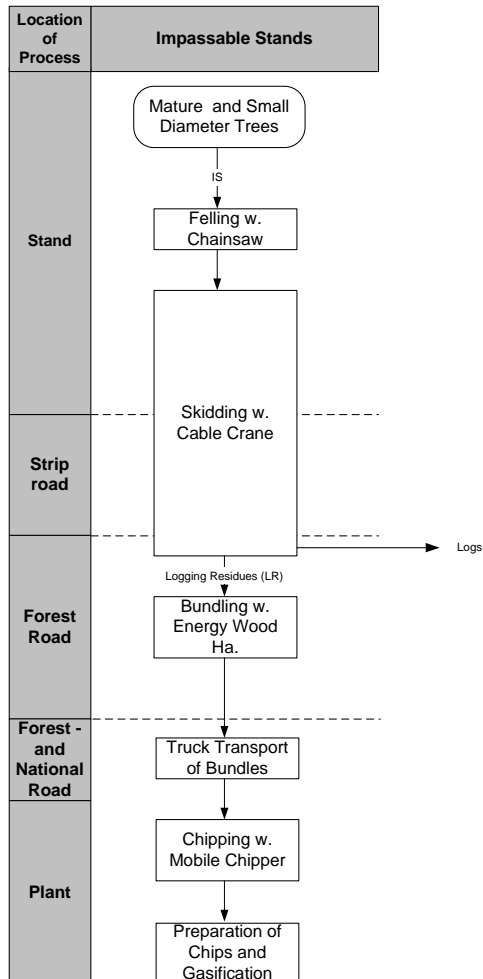 Location
of
Process
Impassable Stands
Stand
Mature and Small
Diameter Trees
IS
Felling w.
Chainsaw
Skidding w.
Cable Crane
Strip
road
Logs
Forest
Road
Logging Residues (LR)
Bundling w.
Energy Wood
Ha.
Forest -
and
National
Road
Truck Transport
of Bundles
Plant
Chipping w.
Mobile Chipper
Preparation of
Chips and
Gasification